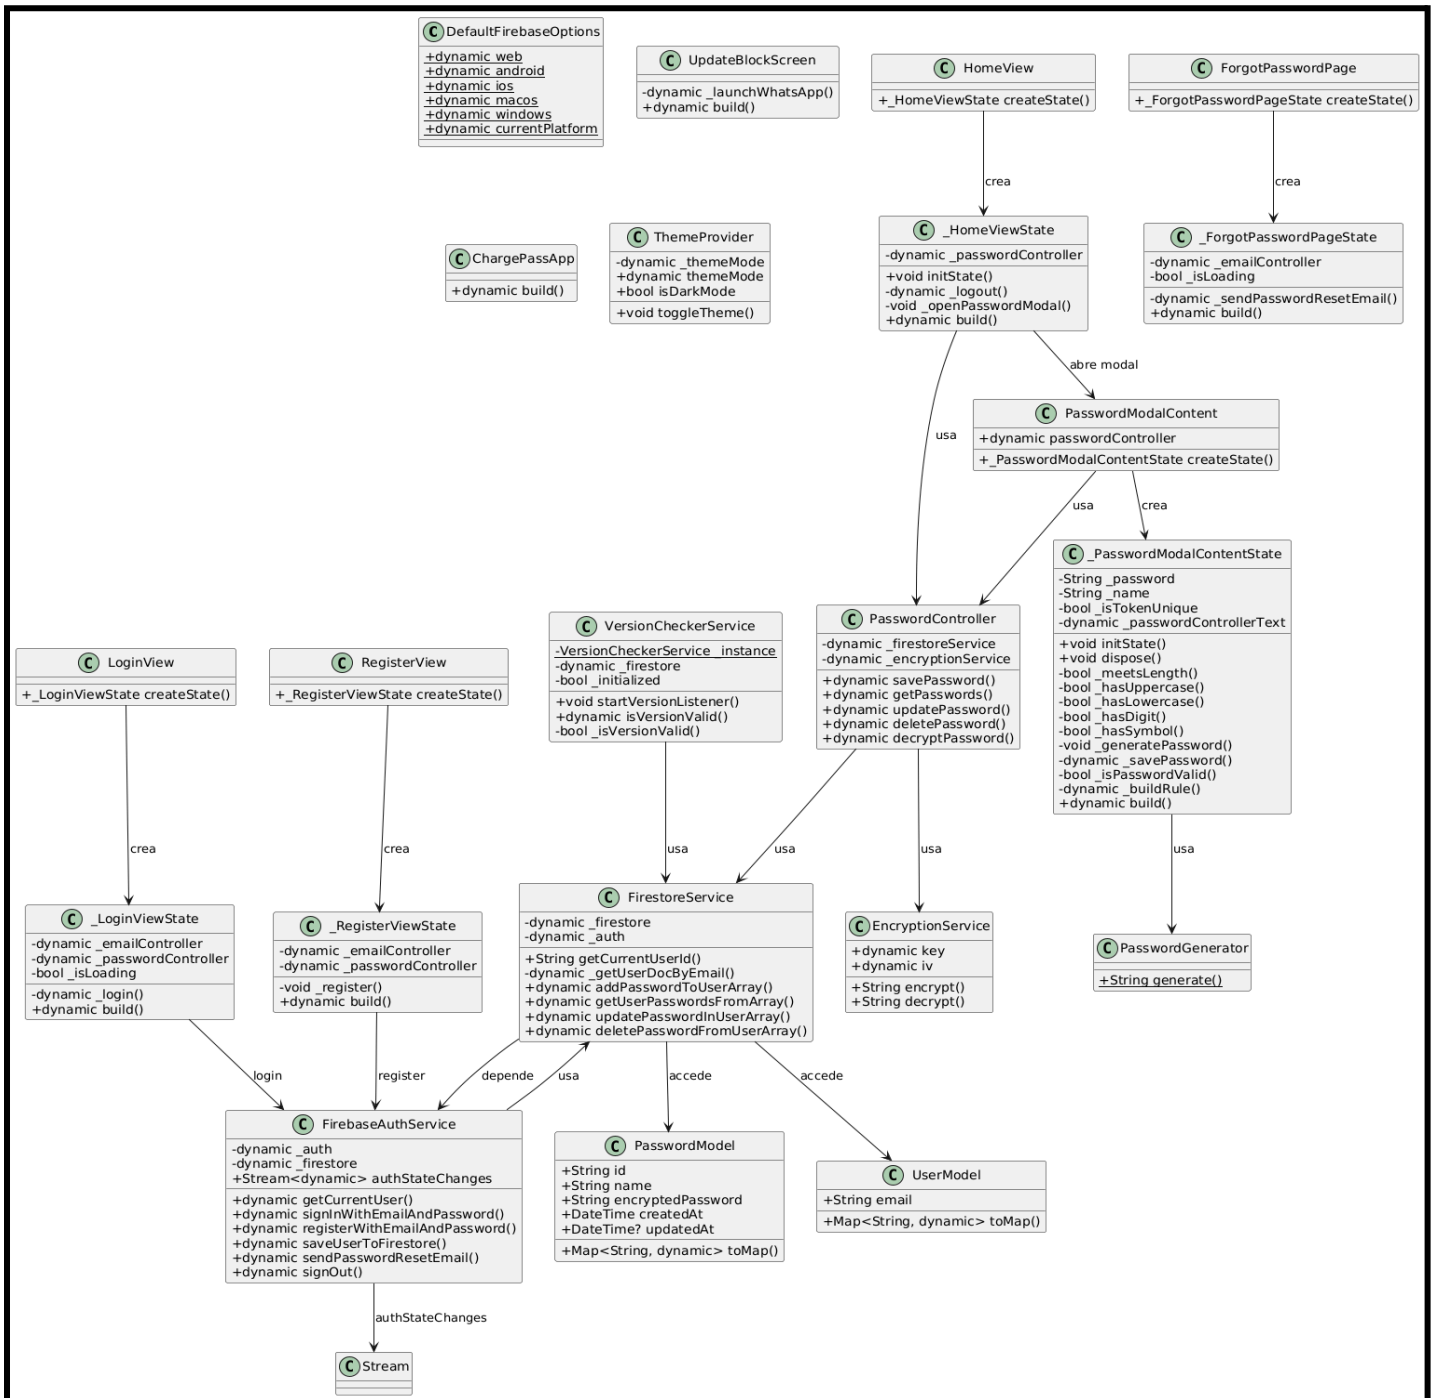 DefaultFirebaseOptions
+dynamic web
+dynamic android
+dynamic ios
+dynamic macos
+dynamic windows
+dynamic currentPlatform
UpdateBlockScreen
-dynamic _launchWhatsApp()
+dynamic build()
HomeView
+_HomeViewState createState()
ForgotPasswordPage
+_ForgotPasswordPageState createState()
crea
crea
ChargePassApp
+dynamic build()
ThemeProvider
-dynamic _themeMode
+dynamic themeMode
+bool isDarkMode
+void toggleTheme()
_HomeViewState
-dynamic _passwordController
+void initState()
-dynamic _logout()
-void _openPasswordModal()
+dynamic build()
_ForgotPasswordPageState
-dynamic _emailController
-bool _isLoading
-dynamic _sendPasswordResetEmail()
+dynamic build()
abre modal
usa
PasswordModalContent
+dynamic passwordController
+_PasswordModalContentState createState()
usa
crea
LoginView
+_LoginViewState createState()
RegisterView
+_RegisterViewState createState()
VersionCheckerService
-VersionCheckerService _instance
-dynamic _firestore
-bool _initialized
+void startVersionListener()
+dynamic isVersionValid()
-bool _isVersionValid()
PasswordController
-dynamic _firestoreService
-dynamic _encryptionService
+dynamic savePassword()
+dynamic getPasswords()
+dynamic updatePassword()
+dynamic deletePassword()
+dynamic decryptPassword()
_PasswordModalContentState
-String _password
-String _name
-bool _isTokenUnique
-dynamic _passwordControllerText
+void initState()
+void dispose()
-bool _meetsLength()
-bool _hasUppercase()
-bool _hasLowercase()
-bool _hasDigit()
-bool _hasSymbol()
-void _generatePassword()
-dynamic _savePassword()
-bool _isPasswordValid()
-dynamic _buildRule()
+dynamic build()
crea
crea
usa
usa
usa
usa
_LoginViewState
-dynamic _emailController
-dynamic _passwordController
-bool _isLoading
-dynamic _login()
+dynamic build()
_RegisterViewState
-dynamic _emailController
-dynamic _passwordController
-void _register()
+dynamic build()
FirestoreService
-dynamic _firestore
-dynamic _auth
+String getCurrentUserId()
-dynamic _getUserDocByEmail()
+dynamic addPasswordToUserArray()
+dynamic getUserPasswordsFromArray()
+dynamic updatePasswordInUserArray()
+dynamic deletePasswordFromUserArray()
EncryptionService
+dynamic key
+dynamic iv
+String encrypt()
+String decrypt()
PasswordGenerator
+String generate()
login
register
depende
usa
accede
accede
FirebaseAuthService
-dynamic _auth
-dynamic _firestore
+Stream<dynamic> authStateChanges
+dynamic getCurrentUser()
+dynamic signInWithEmailAndPassword()
+dynamic registerWithEmailAndPassword()
+dynamic saveUserToFirestore()
+dynamic sendPasswordResetEmail()
+dynamic signOut()
PasswordModel
+String id
+String name
+String encryptedPassword
+DateTime createdAt
+DateTime? updatedAt
+Map<String, dynamic> toMap()
UserModel
+String email
+Map<String, dynamic> toMap()
authStateChanges
Stream